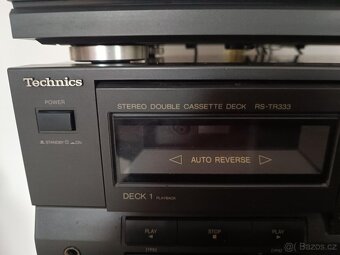 Technics
STEREO DOUBLE CASSETTE DECK RS-TR333
POWER
STANDBY ON
AUTO REVERSE
DECK 1 PLAYBACK
PLAY STOP PLAY
Bazoš.cz